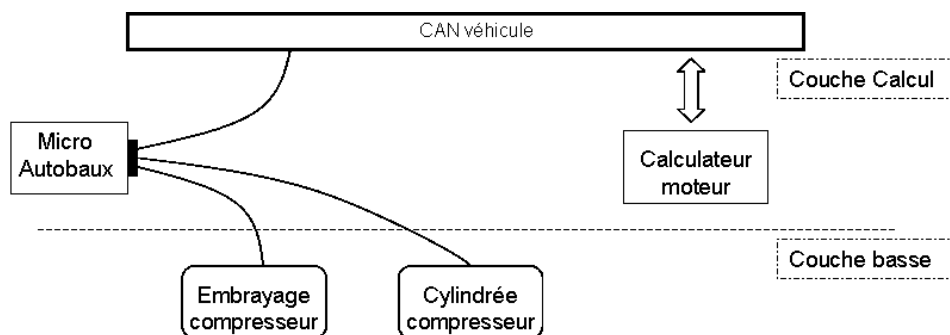 CAN véhicule
Couche Calcul
Micro
Autobaux
Calculateur
moteur
Couche basse
Embrayage
compresseur
Cylindrée
compresseur